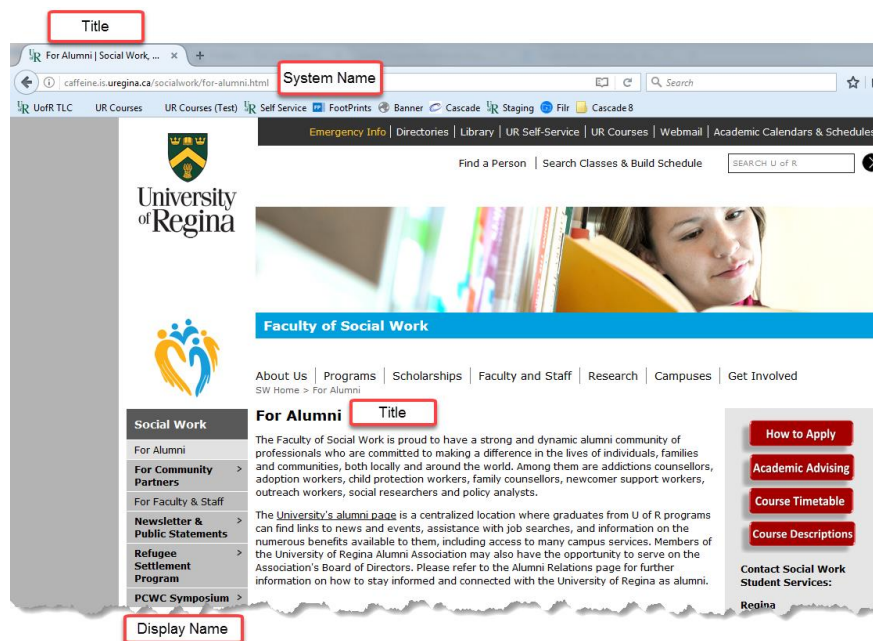 Title
UR For Alumni | Social Work, ... × +
caffeine.is.uregina.ca/socialwork/for-alumni.html
System Name
Search
UR UofR TLC UR Courses UR Courses (Test) UR Self Service FootPrints Banner Cascade UR Staging Filr Cascade 8
Emergency Info | Directories | Library | UR Self-Service | UR Courses | Webmail | Academic Calendars & Schedules
Find a Person | Search Classes & Build Schedule
SEARCH U of R
University
of Regina
Faculty of Social Work
About Us | Programs | Scholarships | Faculty and Staff | Research | Campuses | Get Involved
SW Home > For Alumni
Social Work
For Alumni
For Community >
Partners
For Faculty & Staff
Newsletter & >
Public Statements
Refugee >
Settlement
Program
PCWC Symposium >
Display Name
For Alumni
Title
The Faculty of Social Work is proud to have a strong and dynamic alumni community of
professionals who are committed to making a difference in the lives of individuals, families
and communities, both locally and around the world. Among them are addictions counsellors,
adoption workers, child protection workers, family counsellors, newcomer support workers,
outreach workers, social researchers and policy analysts.
The University's alumni page is a centralized location where graduates from U of R programs
can find links to news and events, assistance with job searches, and information on the
numerous benefits available to them, including access to many campus services. Members of
the University of Regina Alumni Association may also have the opportunity to serve on the
Association's Board of Directors. Please refer to the Alumni Relations page for further
information on how to stay informed and connected with the University of Regina as alumni.
How to Apply
Academic Advising
Course Timetable
Course Descriptions
Contact Social Work
Student Services:
Regina